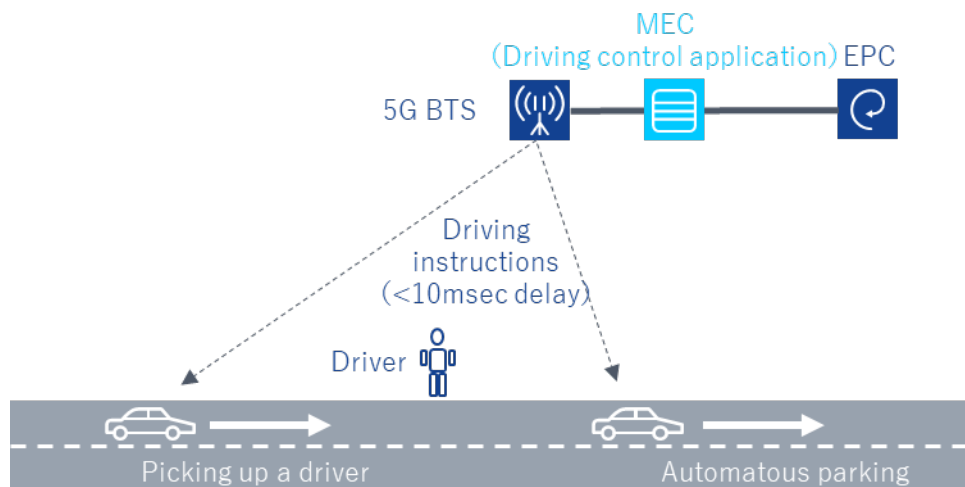 MEC
(Driving control application) EPC
5G BTS
Driving
instructions
(<10msec delay)
Driver
Picking up a driver
Automatous parking